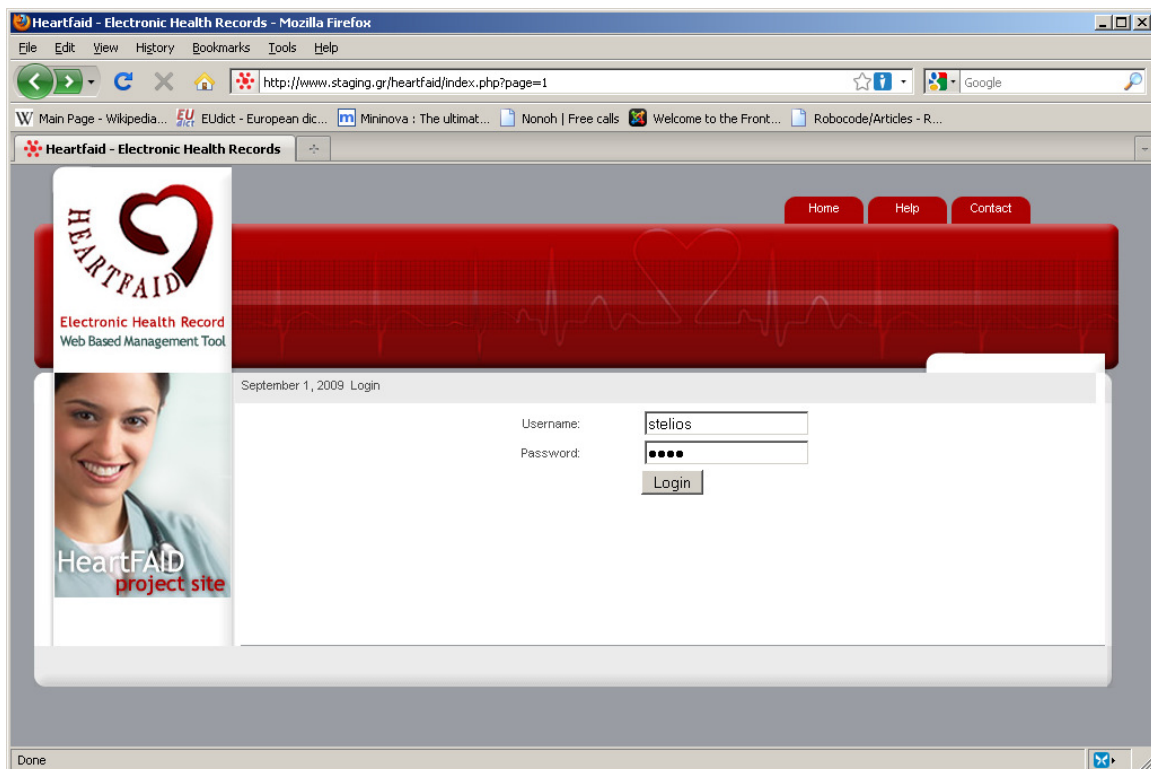 Heartfaid - Electronic Health Records - Mozilla Firefox
File Edit View History Bookmarks Tools Help
http://www.staging.gr/heartfaid/index.php?page=1
Google
Main Page - Wikipedia... EUdict - European dic... Mininova : The ultimat... Nonoh | Free calls Welcome to the Front... Robocode/Articles - R...
Heartfaid - Electronic Health Records
Home Help Contact
HEARTFAID
Electronic Health Record
Web Based Management Tool
September 1, 2009 Login
Username: stelios
Password: ●●●●
Login
HeartFAID
project site
Done